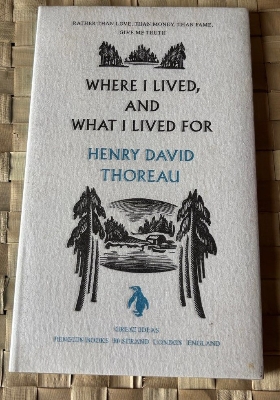 RATHER THAN LOVE, THAN MONEY, THAN FAME,
GIVE ME TRUTH
WHERE I LIVED,
AND
WHAT I LIVED FOR
HENRY DAVID
THOREAU
GREAT IDEAS
PENGUIN BOOKS 80 STRAND LONDON ENGLAND